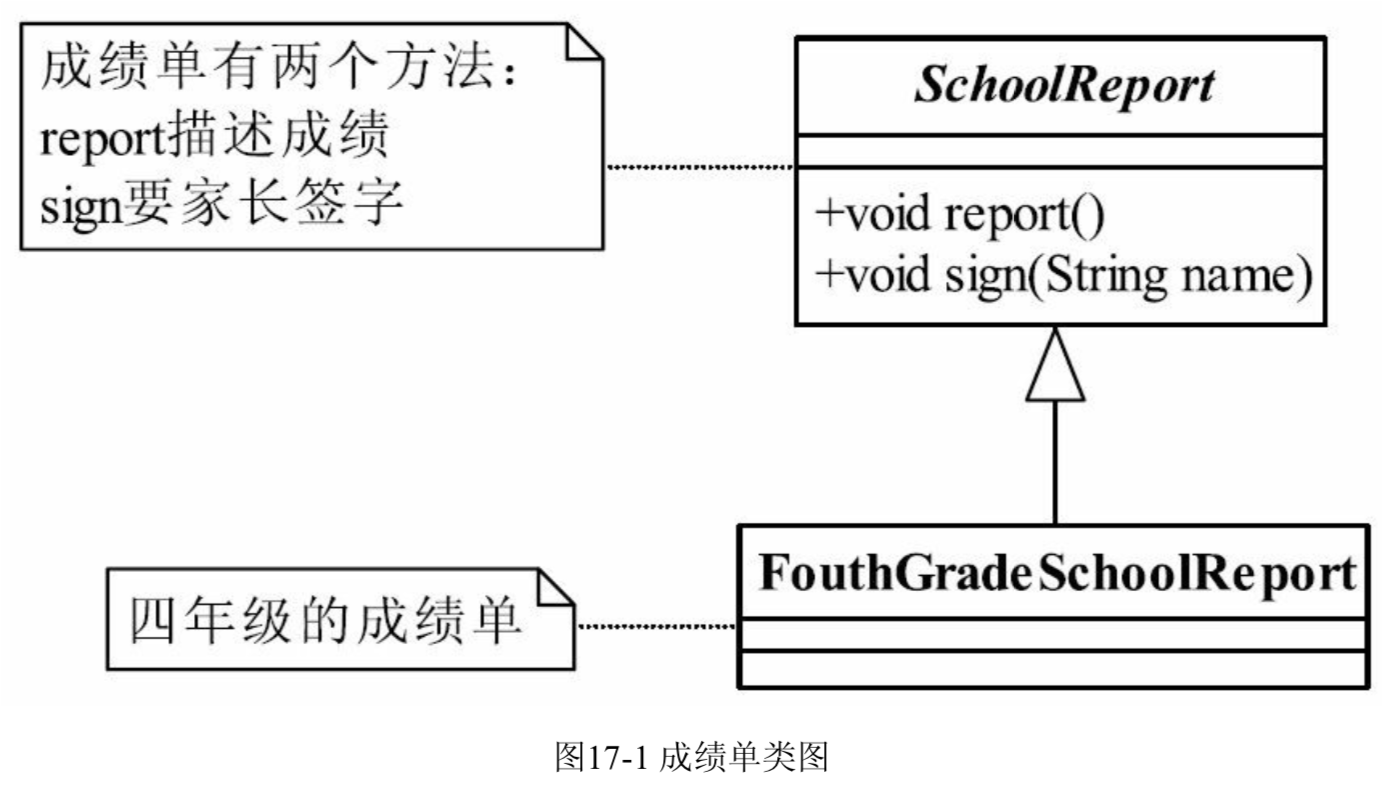 成绩单有两个方法：
report描述成绩
sign要家长签字
SchoolReport
+void report()
+void sign(String name)
四年级的成绩单
FouthGradeSchoolReport
图17-1 成绩单类图